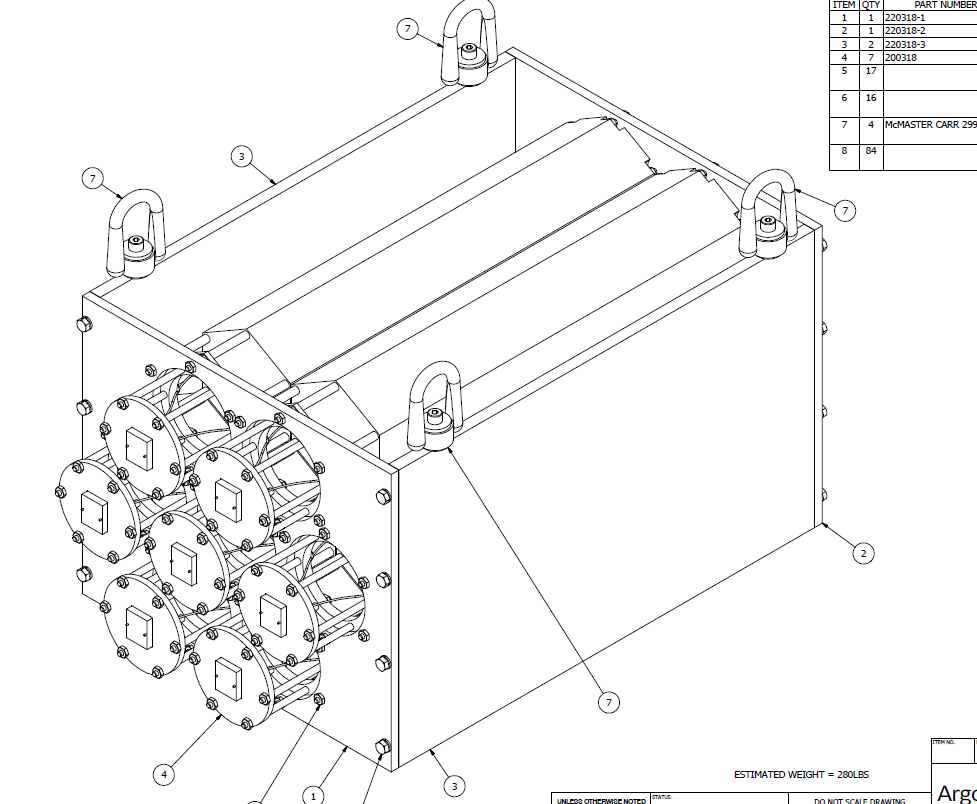 ITEM QTY PART NUMBER
1 1 220318-1
2 1 220318-2
3 2 220318-3
4 7 200318
5 17
6 16
7 4 McMASTER CARR 299
8 84
7
3
7
7
2
7
4
1
3
ESTIMATED WEIGHT = 280LBS
ITEM NO.
Argo
UNLESS OTHERWISE NOTED
STATUS:
DO NOT SCALE DRAWING